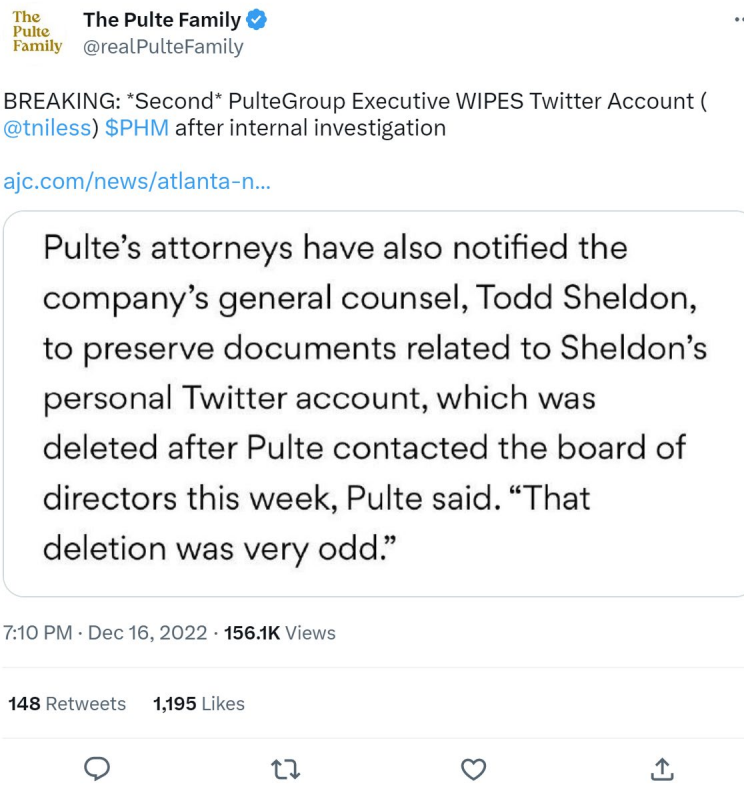 The
Pulte
Family
The Pulte Family
@realPulteFamily
BREAKING: *Second* PulteGroup Executive WIPES Twitter Account (
@tniless) $PHM after internal investigation
ajc.com/news/atlanta-n...
Pulte’s attorneys have also notified the
company’s general counsel, Todd Sheldon,
to preserve documents related to Sheldon’s
personal Twitter account, which was
deleted after Pulte contacted the board of
directors this week, Pulte said. “That
deletion was very odd.”
7:10 PM · Dec 16, 2022 · 156.1K Views
148 Retweets 1,195 Likes